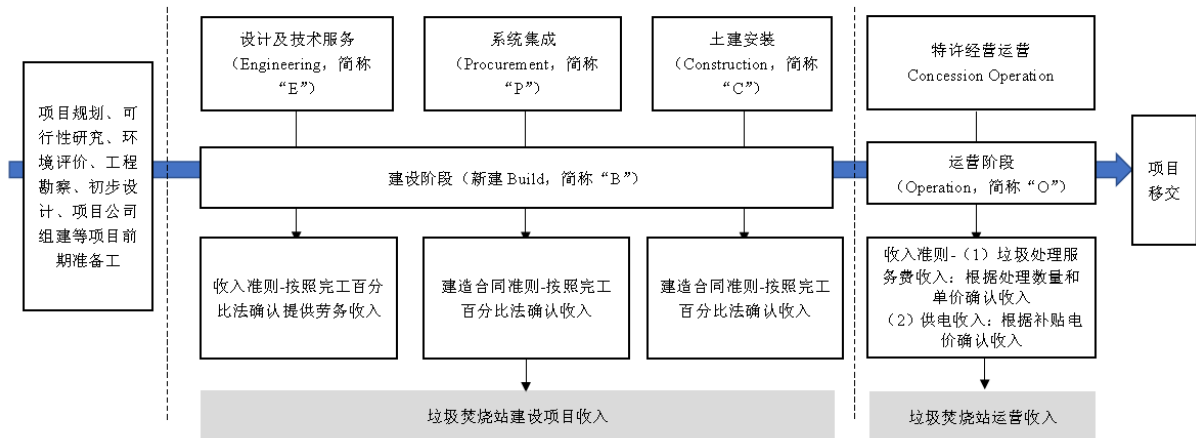 项目规划、可
行性研究、环
境评价、工程
勘察、初步设
计、项目公司
组建等项目前
期准备工
设计及技术服务
（Engineering，简称
“E”）
系统集成
（Procurement，简称
“P”）
土建安装
（Construction，简称
“C”）
特许经营运营
Concession Operation
建设阶段（新建 Build，简称“B”）
运营阶段
（Operation，简称“O”）
项目
移交
收入准则-按照完工百分
比法确认提供劳务收入
建造合同准则-按照完工
百分比法确认收入
建造合同准则-按照完工
百分比法确认收入
收入准则-（1）垃圾处理服
务费收入：根据处理数量和
单价确认收入
（2）供电收入：根据补贴电
价确认收入
垃圾焚烧站建设项目收入
垃圾焚烧站运营收入